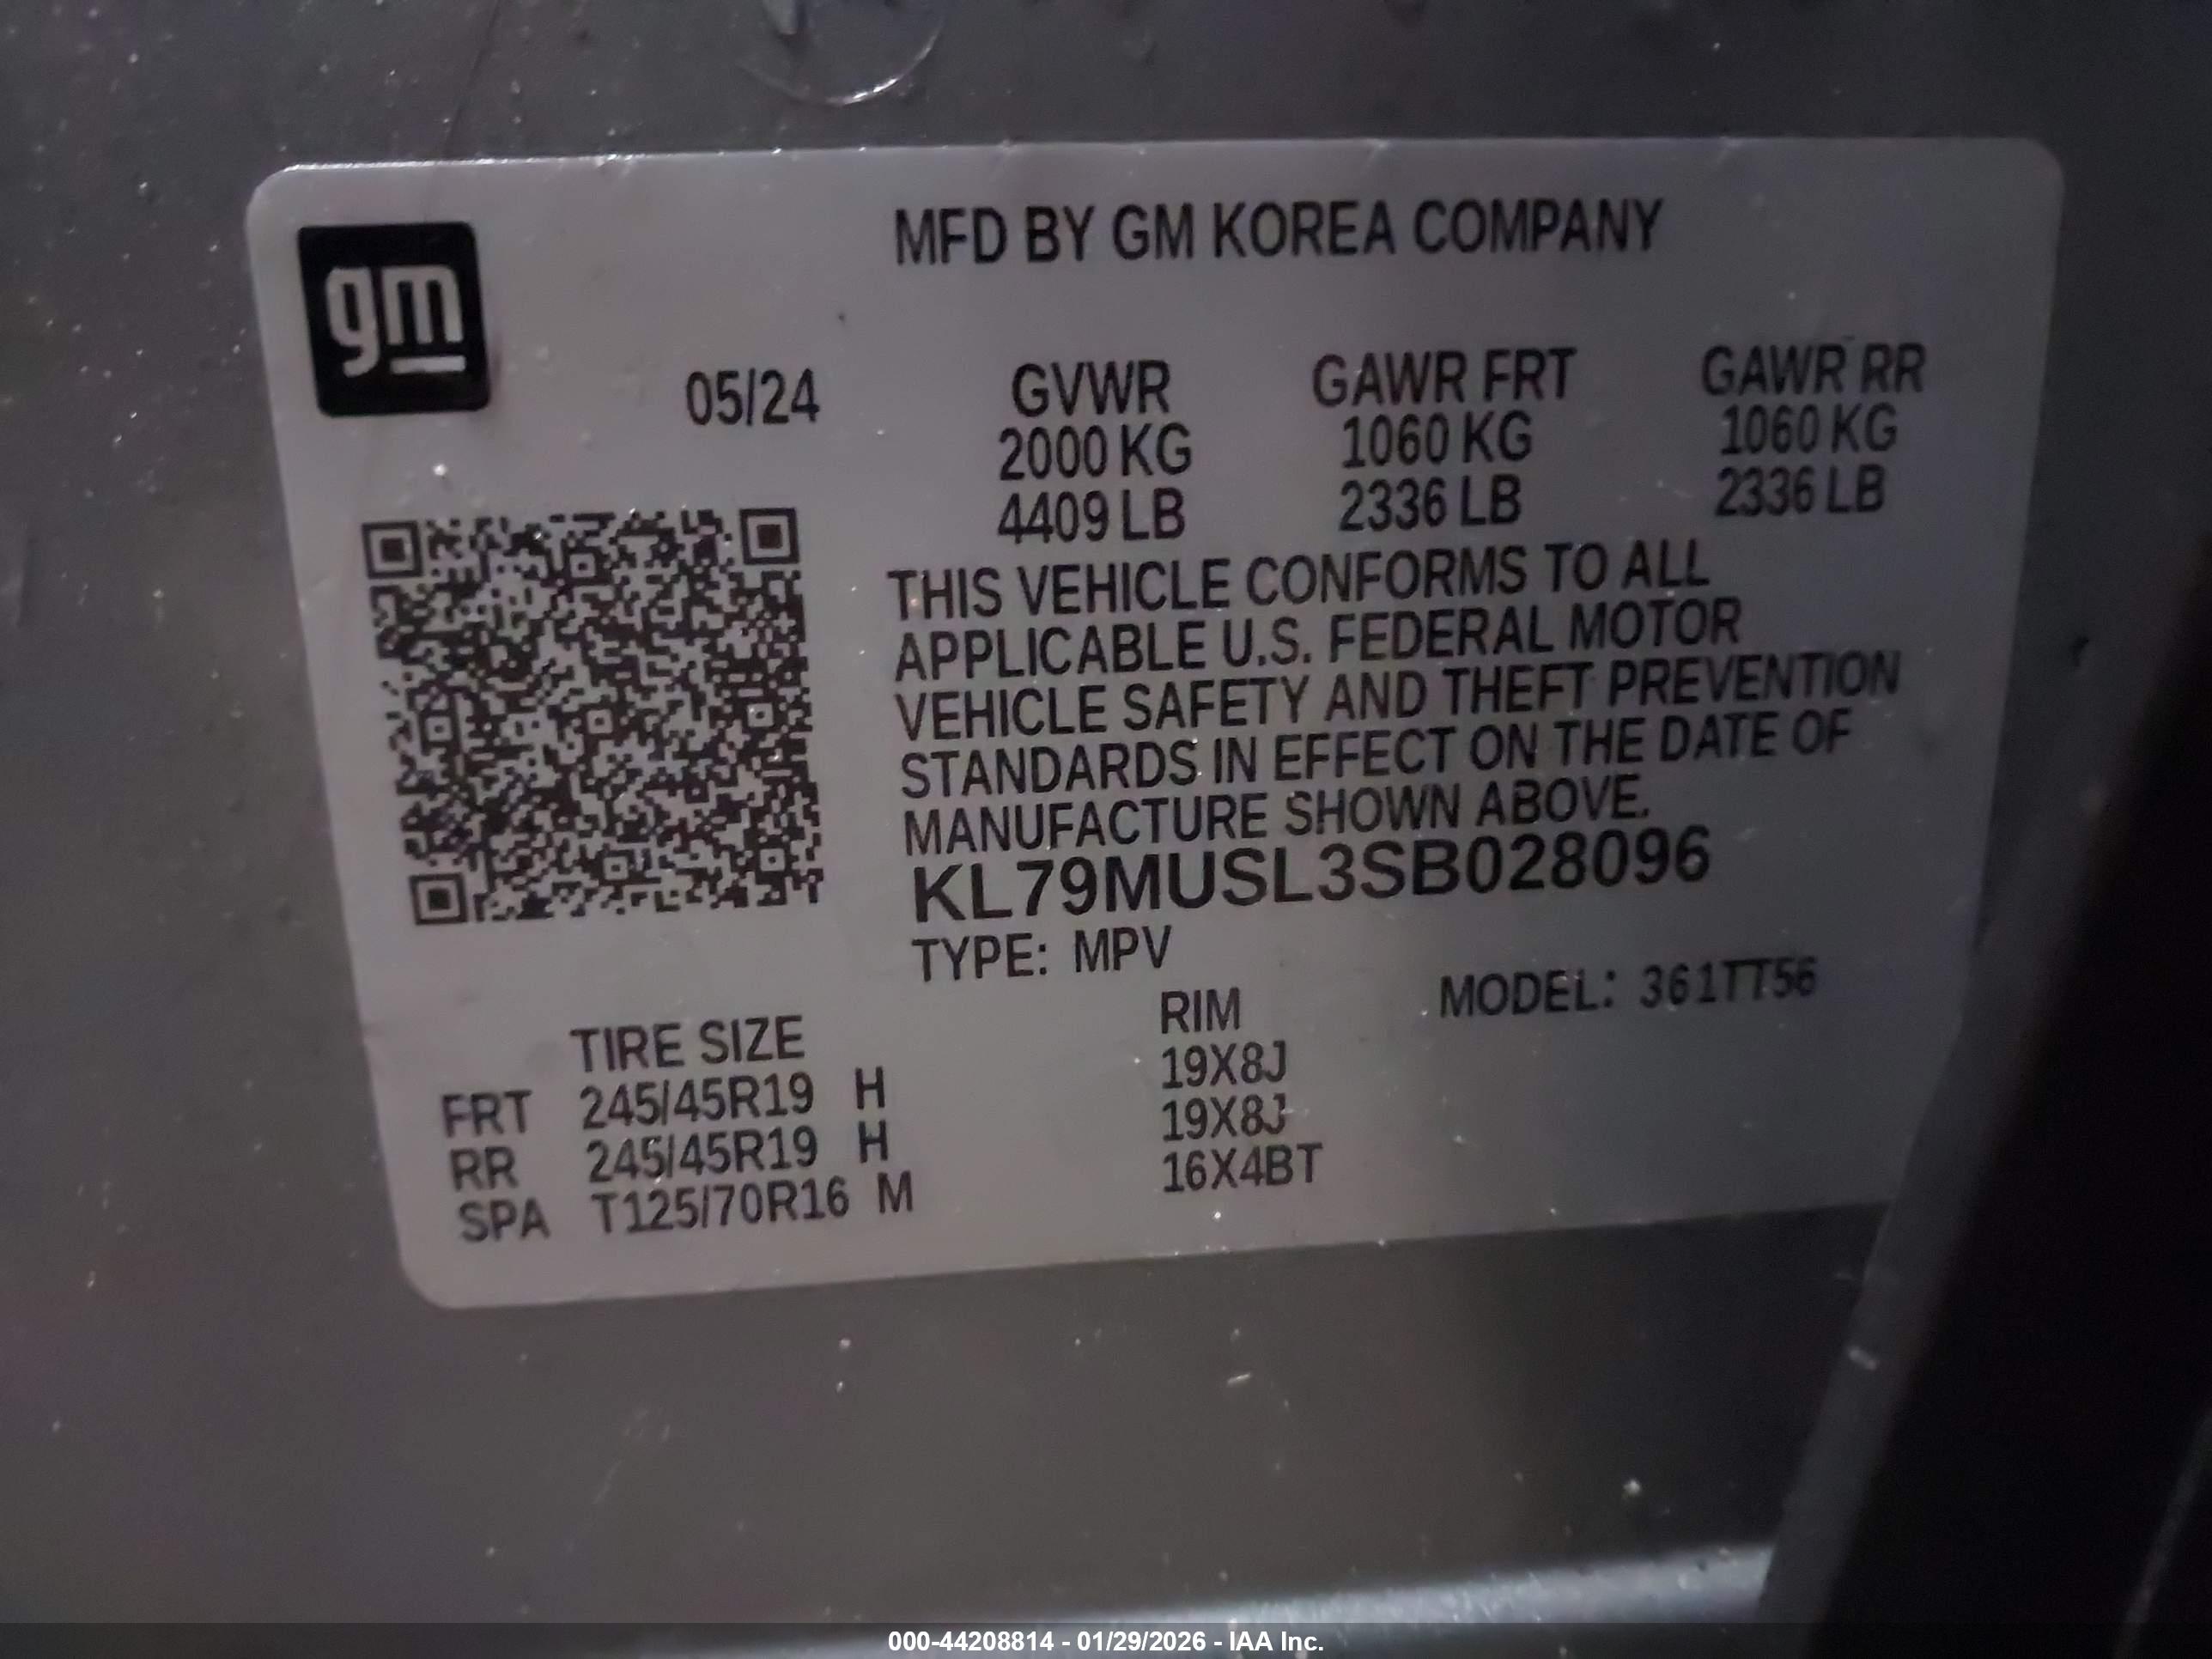 gm
MFD BY GM KOREA COMPANY
05/24
GVWR GAWR FRT GAWR RR
2000 KG 1060 KG 1060 KG
4409 LB 2336 LB 2336 LB
THIS VEHICLE CONFORMS TO ALL
APPLICABLE U.S. FEDERAL MOTOR
VEHICLE SAFETY AND THEFT PREVENTION
STANDARDS IN EFFECT ON THE DATE OF
MANUFACTURE SHOWN ABOVE.
KL79MUSL3SB028096
TYPE: MPV
MODEL: 361TT56
TIRE SIZE RIM
FRT 245/45R19 H 19X8J
RR 245/45R19 H 19X8J
SPA T125/70R16 M 16X4BT
000-44208814 - 01/29/2026 - IAA Inc.